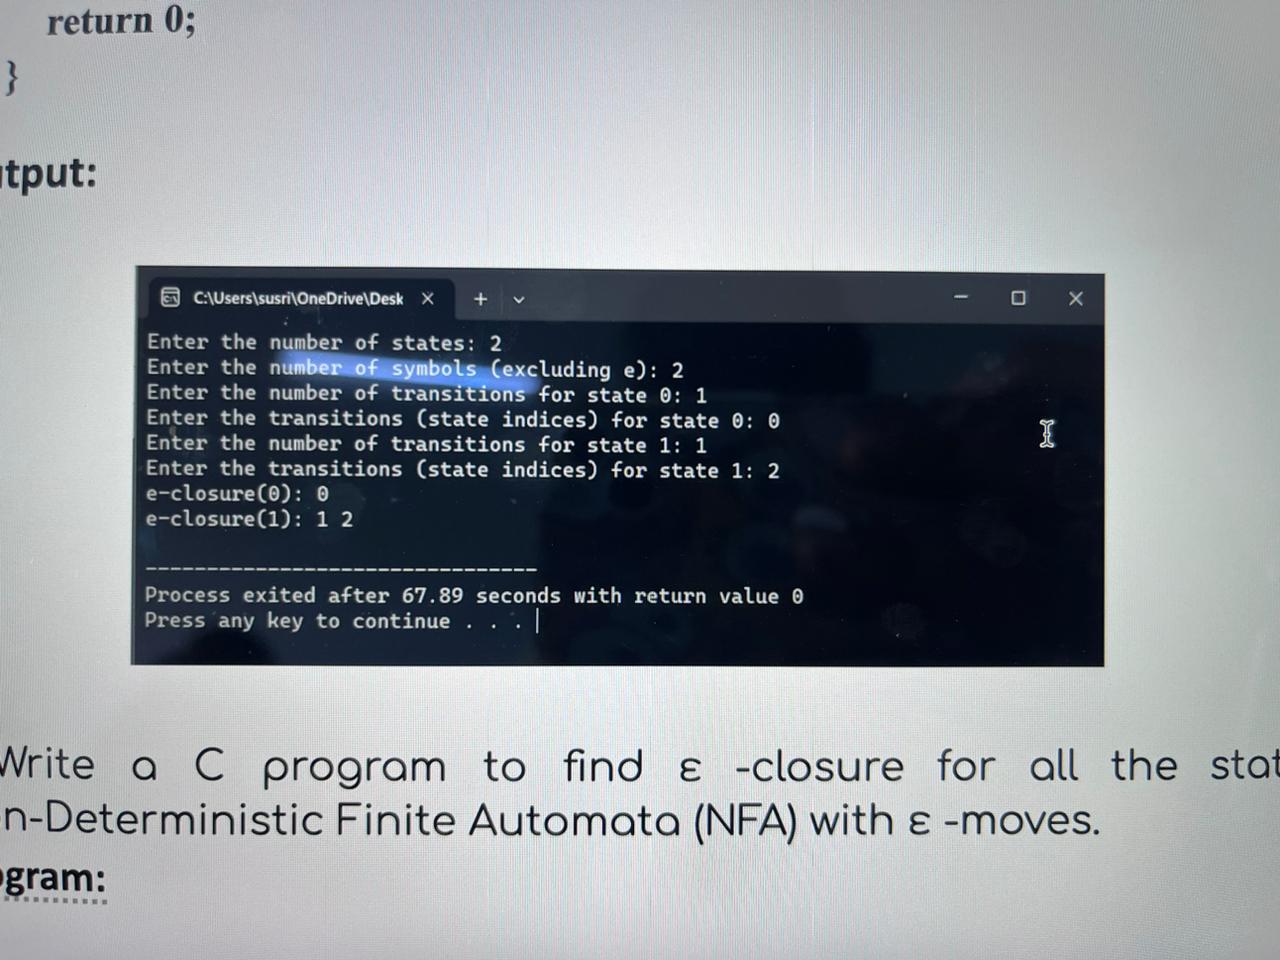 return 0;
}
tput:
C:\Users\susri\OneDrive\Desk
Enter the number of states: 2
Enter the number of symbols (excluding e): 2
Enter the number of transitions for state 0: 1
Enter the transitions (state indices) for state 0: 0
Enter the number of transitions for state 1: 1
Enter the transitions (state indices) for state 1: 2
e-closure(0): 0
e-closure(1): 1 2
--------------------------------
Process exited after 67.89 seconds with return value 0
Press any key to continue . . .
Write a C program to find ε -closure for all the stat
n-Deterministic Finite Automata (NFA) with ε -moves.
gram: